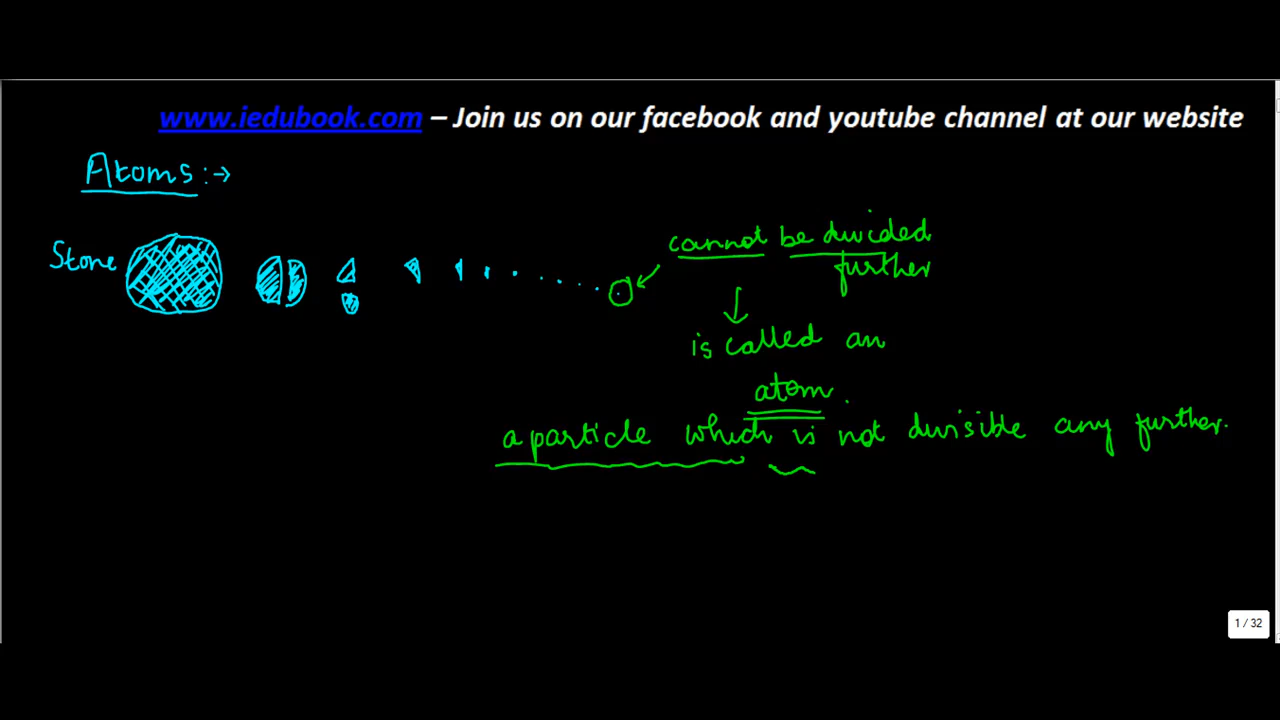 www.iedubook.com – Join us on our facebook and youtube channel at our website
Atoms :→
Stone
cannot be divided
further
is called an
atom.
a particle which is not divisible any further.
1 / 32